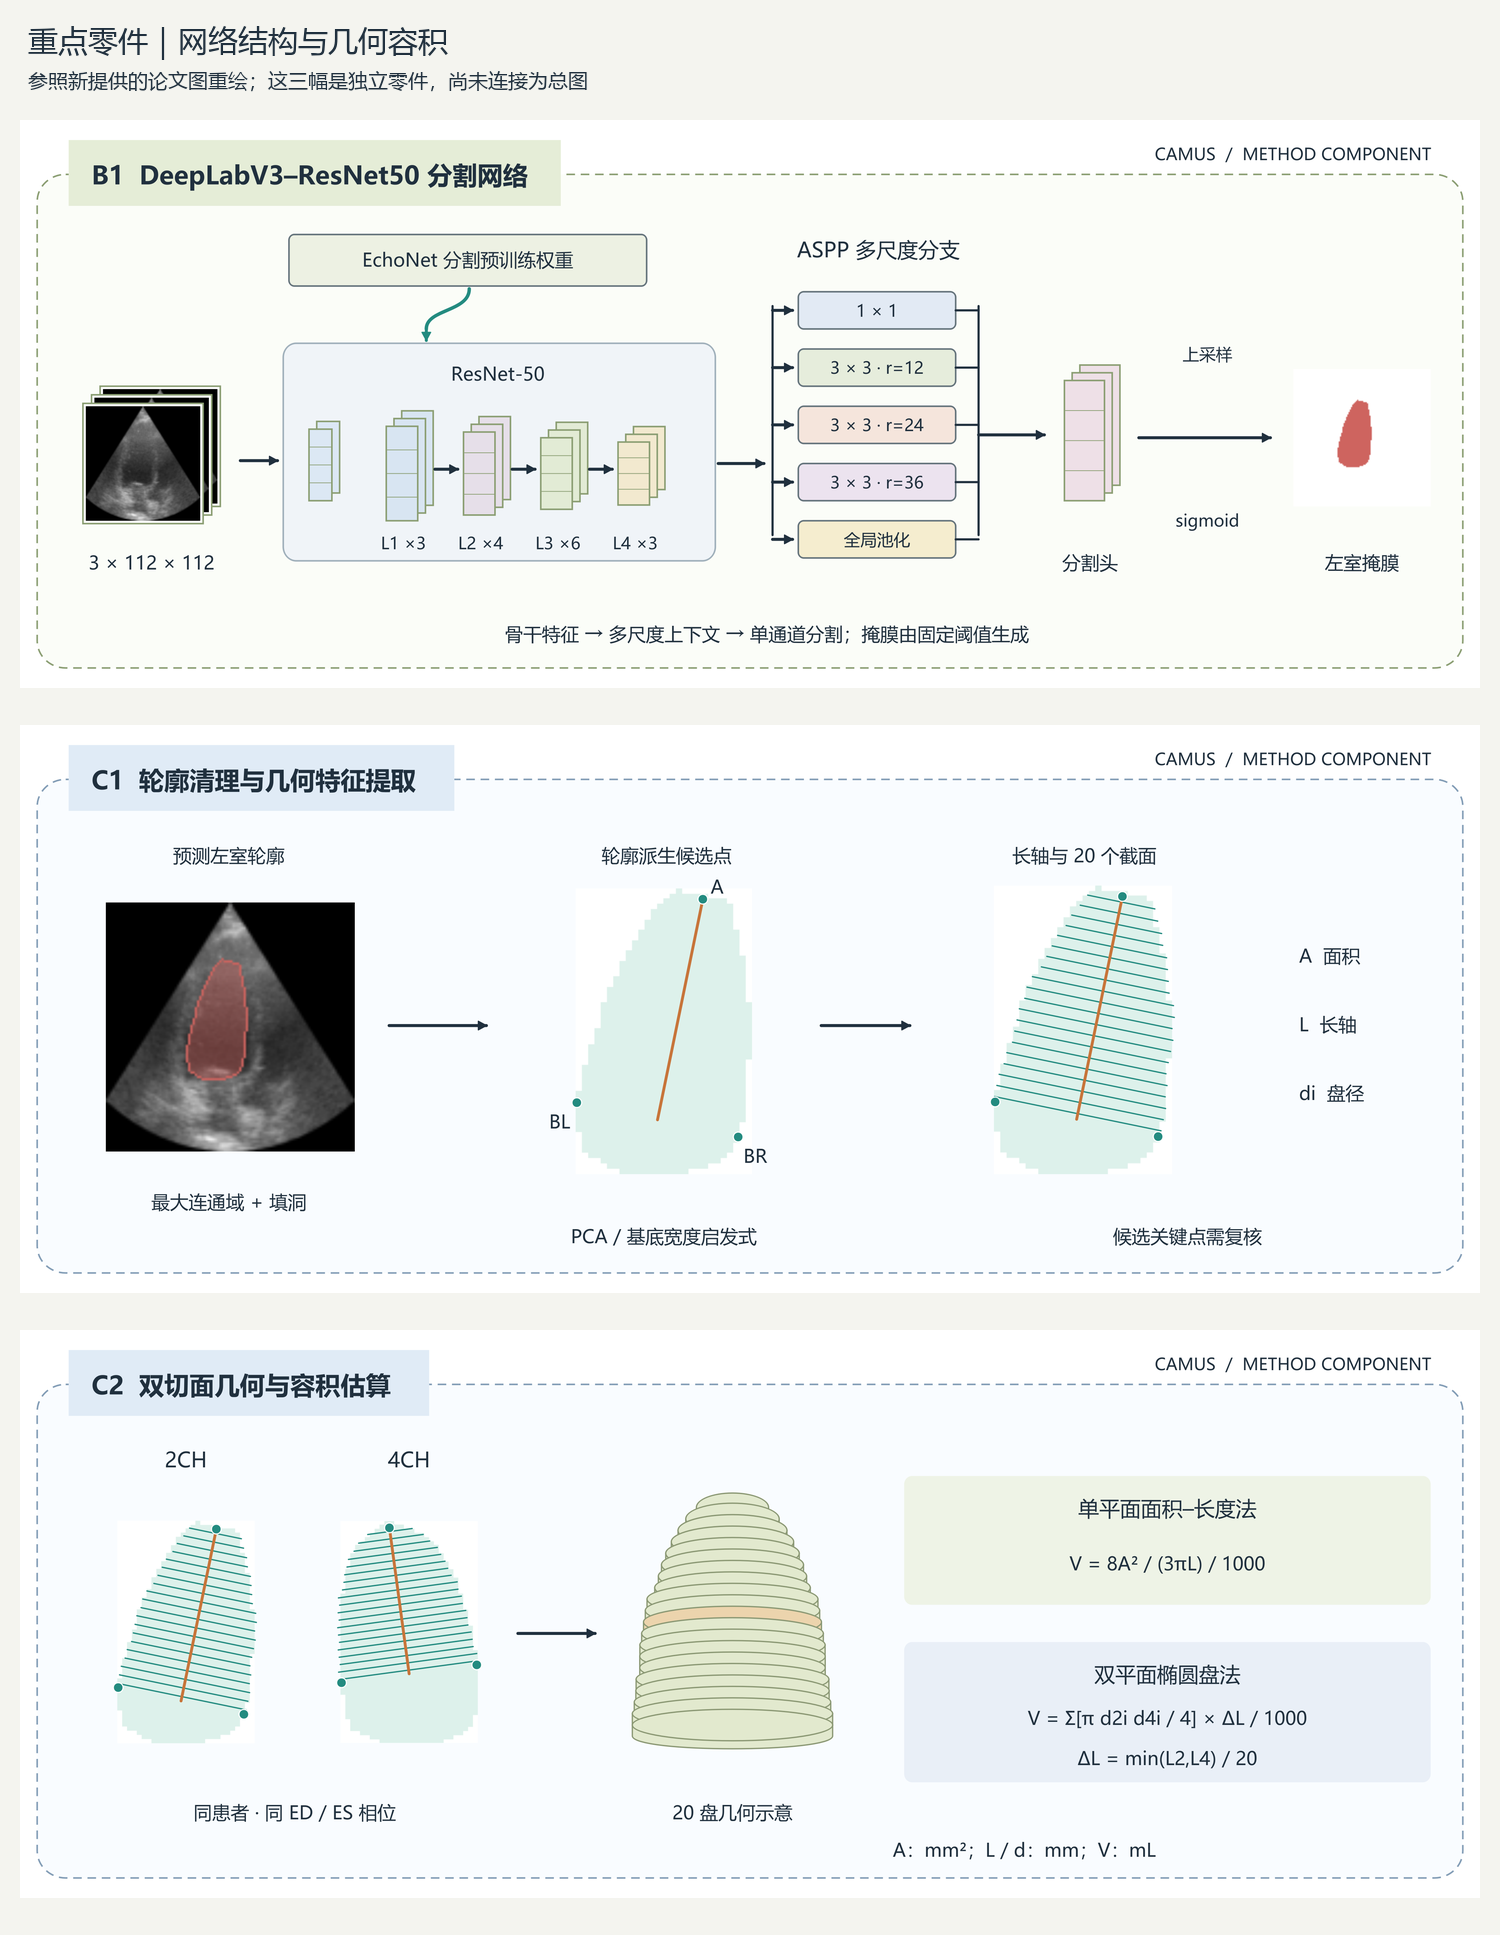 重点零件｜网络结构与几何容积
参照新提供的论文图重绘；这三幅是独立零件，尚未连接为总图
CAMUS / METHOD COMPONENT
B1 DeepLabV3–ResNet50 分割网络
EchoNet 分割预训练权重
ASPP 多尺度分支
ResNet-50
L1 ×3
L2 ×4
L3 ×6
L4 ×3
3 × 112 × 112
1 × 1
3 × 3 · r=12
3 × 3 · r=24
3 × 3 · r=36
全局池化
分割头
上采样
sigmoid
左室掩膜
骨干特征 → 多尺度上下文 → 单通道分割；掩膜由固定阈值生成
CAMUS / METHOD COMPONENT
C1 轮廓清理与几何特征提取
预测左室轮廓
轮廓派生候选点
长轴与 20 个截面
A
BL
BR
A 面积
L 长轴
di 盘径
最大连通域 + 填洞
PCA / 基底宽度启发式
候选关键点需复核
CAMUS / METHOD COMPONENT
C2 双切面几何与容积估算
2CH
4CH
单平面面积–长度法
V = 8A² / (3πL) / 1000
双平面椭圆盘法
V = Σ[π d2i d4i / 4] × ΔL / 1000
ΔL = min(L2,L4) / 20
同患者 · 同 ED / ES 相位
20 盘几何示意
A：mm²；L / d：mm；V：mL